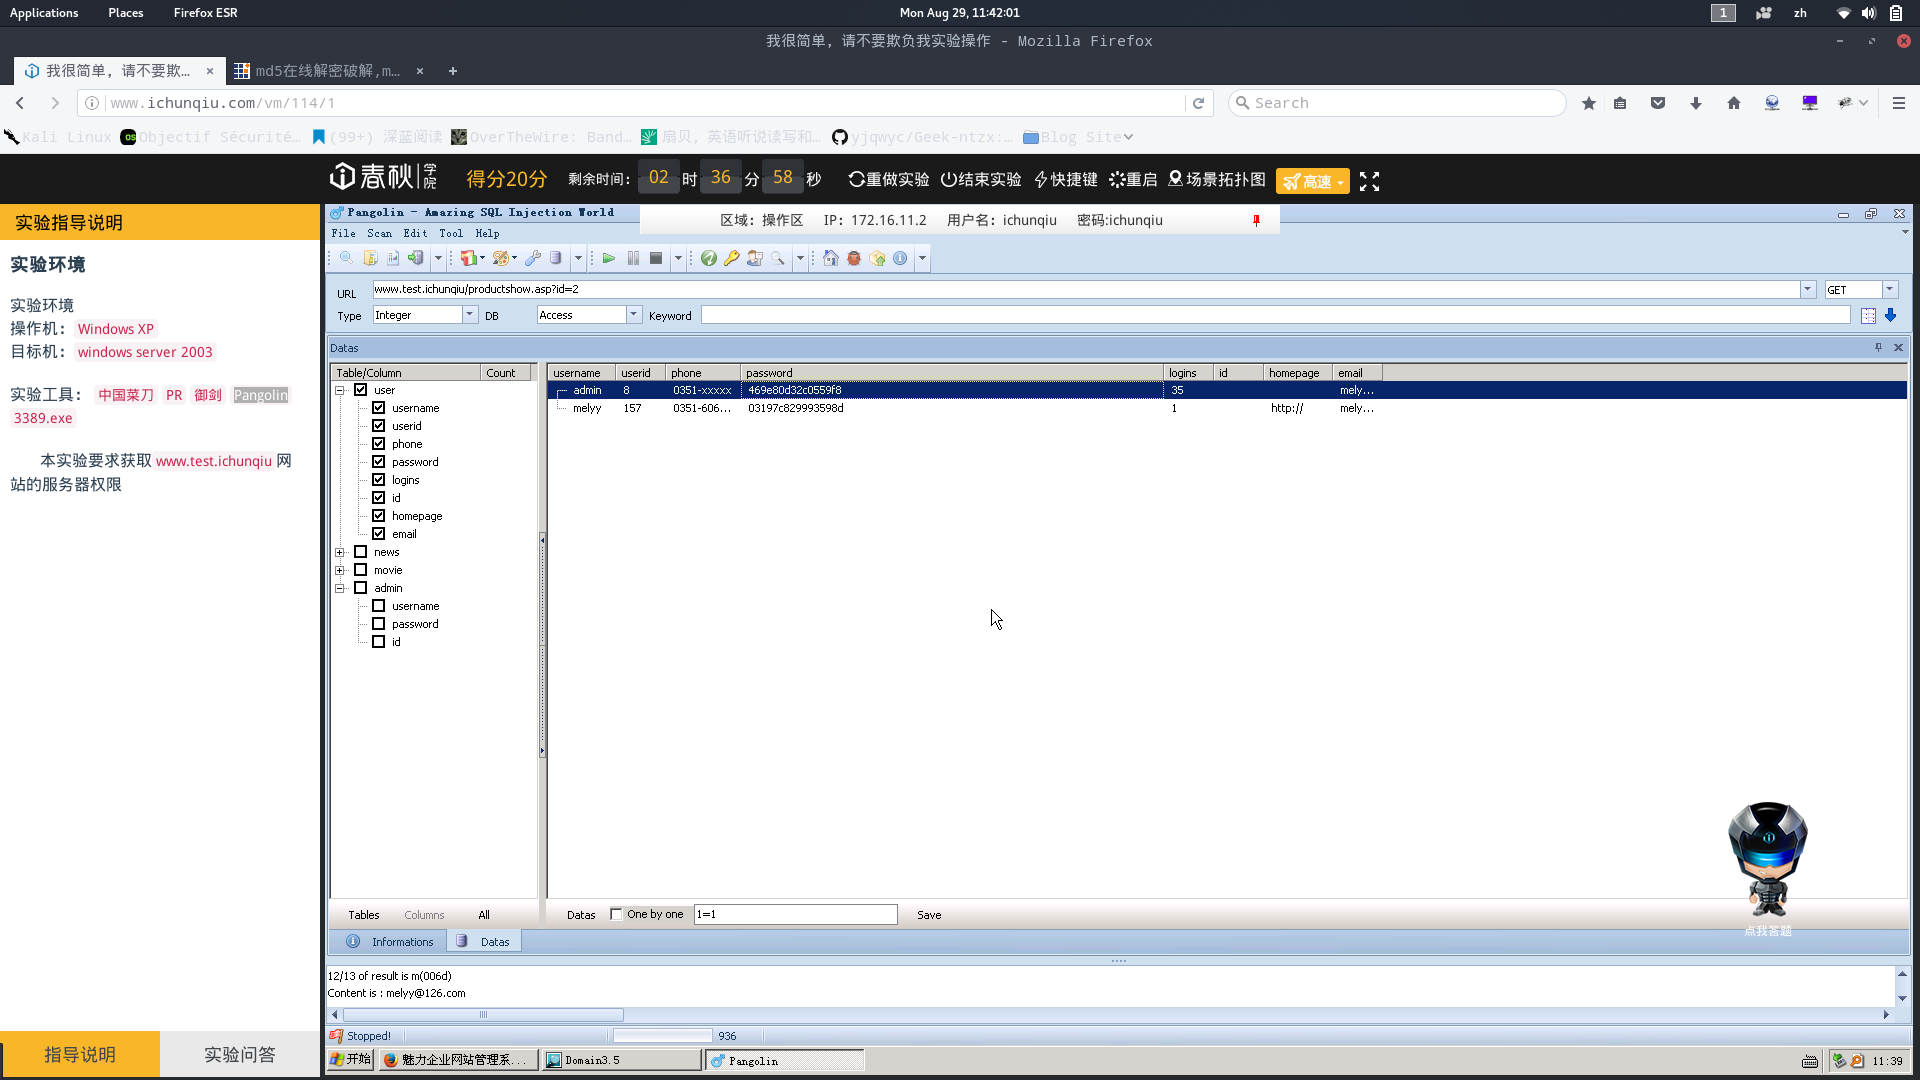 Applications Places Firefox ESR Mon Aug 29, 11:42:01 1 zh
我很简单，请不要欺负我实验操作 - Mozilla Firefox
我很简单，请不要欺... × md5在线解密破解,m... × +
www.ichunqiu.com/vm/114/1 Search
Kali Linux OS Objectif Sécurité... (99+) 深蓝阅读 OverTheWire: Band... 扇贝，英语听说读写和... yjqwyc/Geek-ntzx:... Blog Site
春秋学院 得分20分 剩余时间: 02 时 36 分 58 秒 重做实验 结束实验 快捷键 重启 场景拓扑图 高速
实验指导说明
Pangolin - Amazing SQL Injection World
区域：操作区 IP：172.16.11.2 用户名：ichunqiu 密码:ichunqiu
File Scan Edit Tool Help
实验环境
实验环境
操作机： Windows XP
目标机： windows server 2003
实验工具： 中国菜刀 PR 御剑 Pangolin
3389.exe
本实验要求获取 www.test.ichunqiu 网
站的服务器权限
URL www.test.ichunqiu/productshow.asp?id=2 GET
Type Integer DB Access Keyword
Datas
Table/Column Count
user
username
userid
phone
password
logins
id
homepage
email
news
movie
admin
username
password
id
username userid phone password logins id homepage email
admin 8 0351-xxxxx 469e80d32c0559f8 35 mely...
melyy 157 0351-606... 03197c829993598d 1 http:// mely...
点我答题
Tables Columns All Datas One by one 1=1 Save
Informations Datas
12/13 of result is m(006d)
Content is : melyy@126.com
Stopped! 936
指导说明 实验问答
开始 魅力企业网站管理系... Domain3.5 Pangolin 11:39